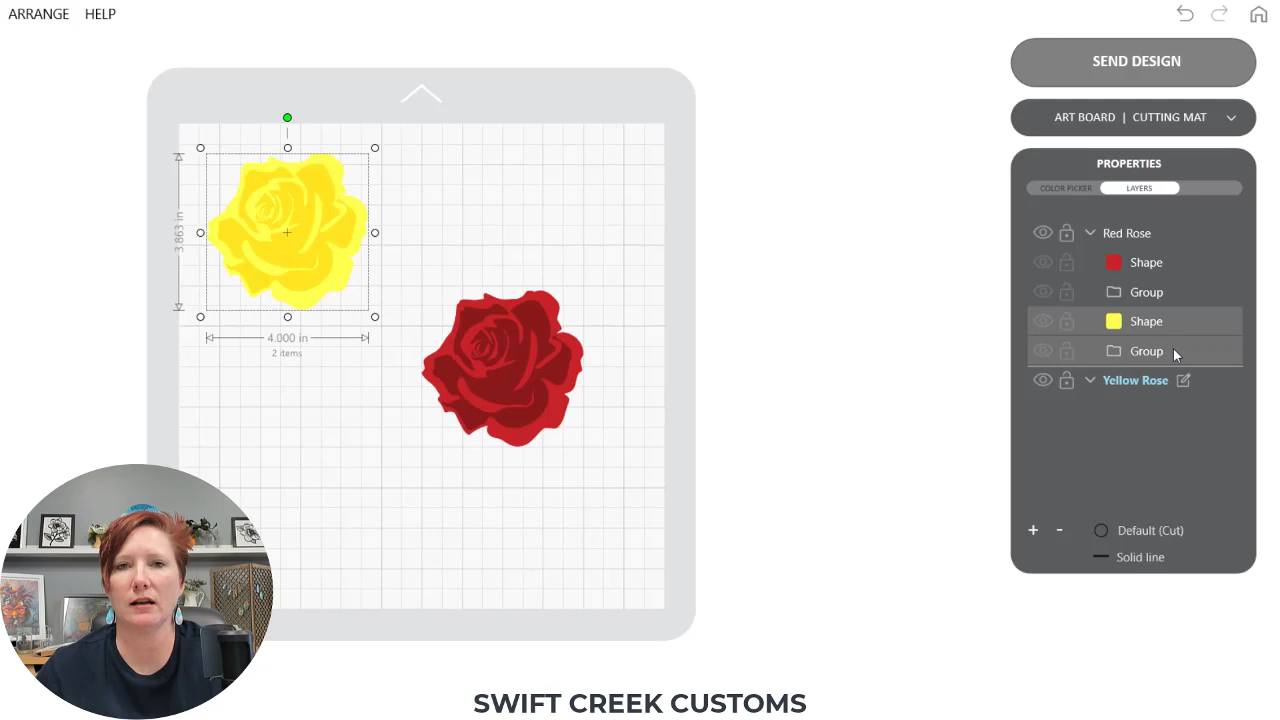 ARRANGE HELP
SEND DESIGN
ART BOARD | CUTTING MAT
PROPERTIES
COLOR PICKER LAYERS
Red Rose
Shape
Group
Shape
Group
Yellow Rose
3.863 in
4.000 in
2 items
+ - Default (Cut)
Solid line
SWIFT CREEK CUSTOMS